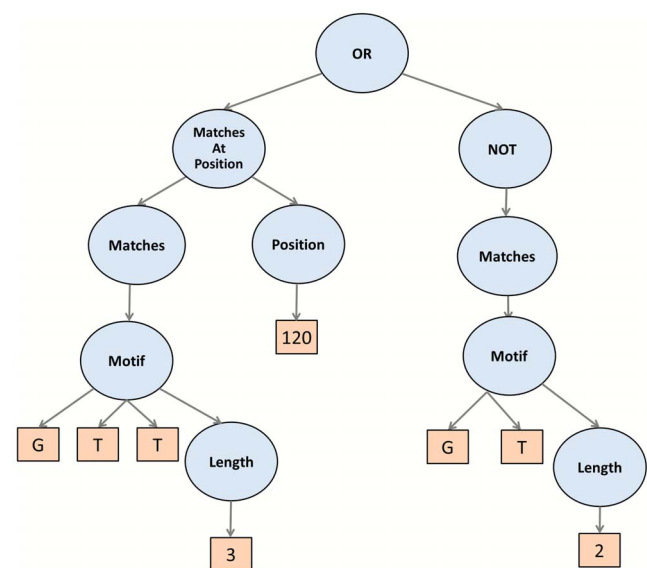 OR
Matches
At
Position
NOT
Matches
Position
Matches
120
Motif
Motif
G
T
T
Length
G
T
Length
3
2